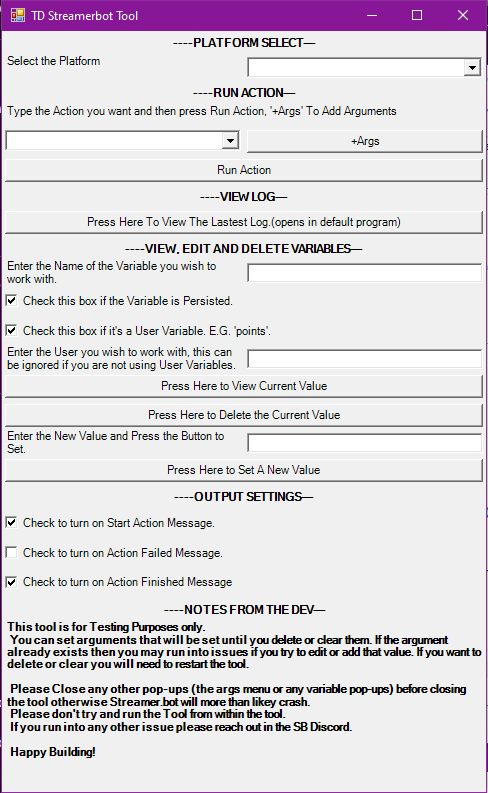 TD Streamerbot Tool
----PLATFORM SELECT---
Select the Platform
----RUN ACTION---
Type the Action you want and then press Run Action, '+Args' To Add Arguments
+Args
Run Action
----VIEW LOG---
Press Here To View The Lastest Log.(opens in default program)
----VIEW, EDIT AND DELETE VARIABLES---
Enter the Name of the Variable you wish to
work with.
Check this box if the Variable is Persisted.
Check this box if it's a User Variable. E.G. 'points'.
Enter the User you wish to work with, this can
be ignored if you are not using User Variables.
Press Here to View Current Value
Press Here to Delete the Current Value
Enter the New Value and Press the Button to
Set.
Press Here to Set A New Value
----OUTPUT SETTINGS---
Check to turn on Start Action Message.
Check to turn on Action Failed Message.
Check to turn on Action Finished Message
----NOTES FROM THE DEV---
This tool is for Testing Purposes only.
You can set arguments that will be set until you delete or clear them. If the argument
already exists then you may run into issues if you try to edit or add that value. If you want to
delete or clear you will need to restart the tool.
Please Close any other pop-ups (the args menu or any variable pop-ups) before closing
the tool otherwise Streamer.bot will more than likey crash.
Please don't try and run the Tool from within the tool.
If you run into any other issue please reach out in the SB Discord.
Happy Building!